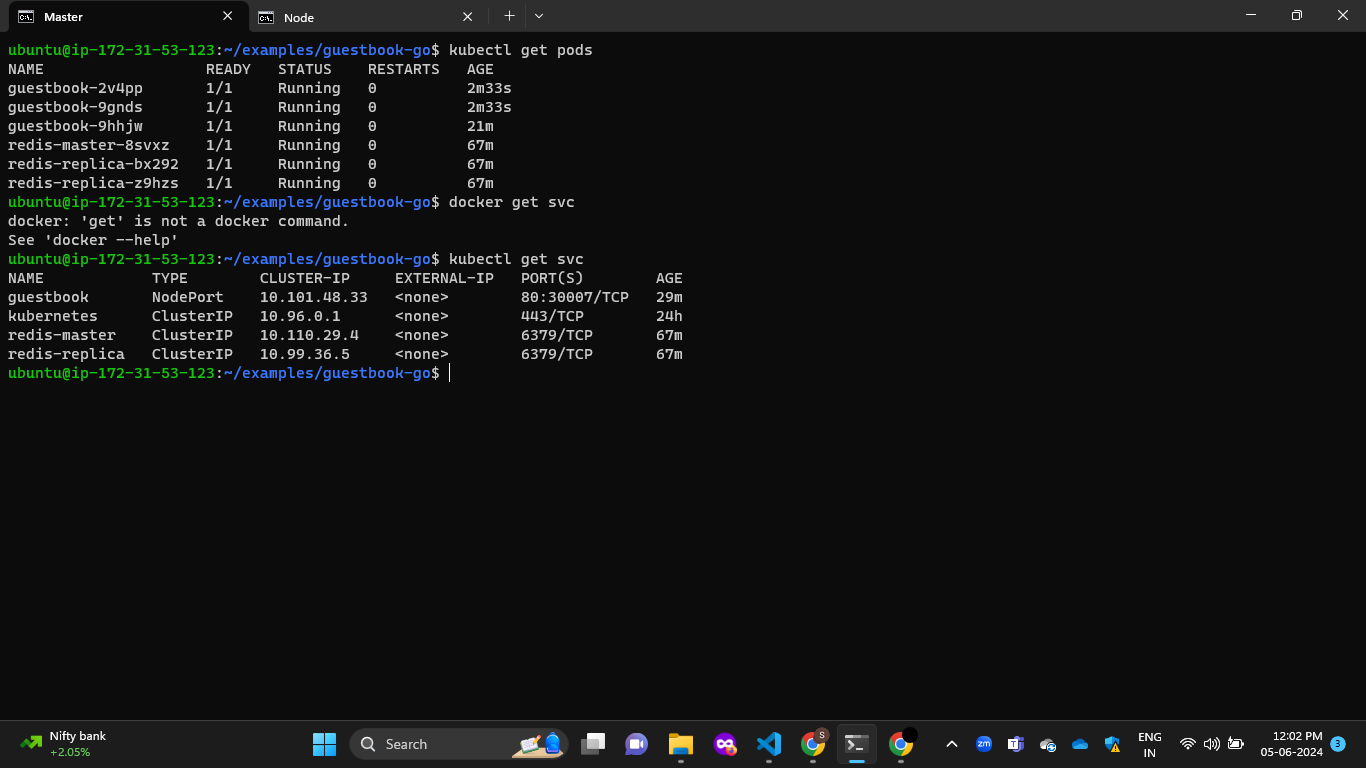 Master
Node
ubuntu@ip-172-31-53-123:~/examples/guestbook-go$ kubectl get pods
NAME                  READY   STATUS    RESTARTS   AGE
guestbook-2v4pp       1/1     Running   0          2m33s
guestbook-9gnds       1/1     Running   0          2m33s
guestbook-9hhjw       1/1     Running   0          21m
redis-master-8svxz    1/1     Running   0          67m
redis-replica-bx292   1/1     Running   0          67m
redis-replica-z9hzs   1/1     Running   0          67m
ubuntu@ip-172-31-53-123:~/examples/guestbook-go$ docker get svc
docker: 'get' is not a docker command.
See 'docker --help'
ubuntu@ip-172-31-53-123:~/examples/guestbook-go$ kubectl get svc
NAME            TYPE        CLUSTER-IP     EXTERNAL-IP   PORT(S)        AGE
guestbook       NodePort    10.101.48.33   <none>        80:30007/TCP   29m
kubernetes      ClusterIP   10.96.0.1      <none>        443/TCP        24h
redis-master    ClusterIP   10.110.29.4    <none>        6379/TCP       67m
redis-replica   ClusterIP   10.99.36.5     <none>        6379/TCP       67m
ubuntu@ip-172-31-53-123:~/examples/guestbook-go$
Nifty bank
+2.05%
Search
S
zm
ENG
IN
12:02 PM
05-06-2024
3